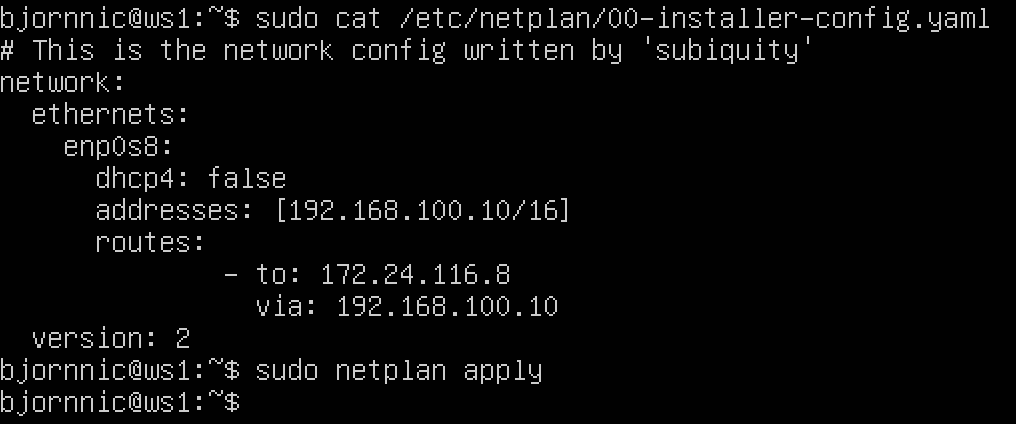 bjornnic@ws1:~$ sudo cat /etc/netplan/00-installer-config.yaml
# This is the network config written by 'subiquity'
network:
  ethernets:
    enp0s8:
      dhcp4: false
      addresses: [192.168.100.10/16]
      routes:
              - to: 172.24.116.8
                via: 192.168.100.10
  version: 2
bjornnic@ws1:~$ sudo netplan apply
bjornnic@ws1:~$